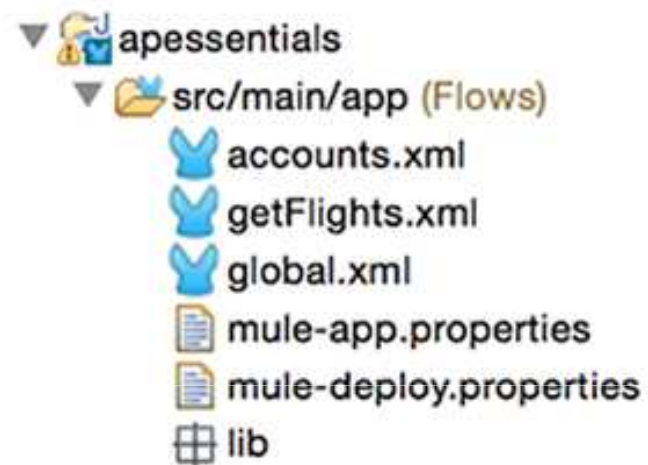 apessentials
src/main/app (Flows)
accounts.xml
getFlights.xml
global.xml
mule-app.properties
mule-deploy.properties
lib